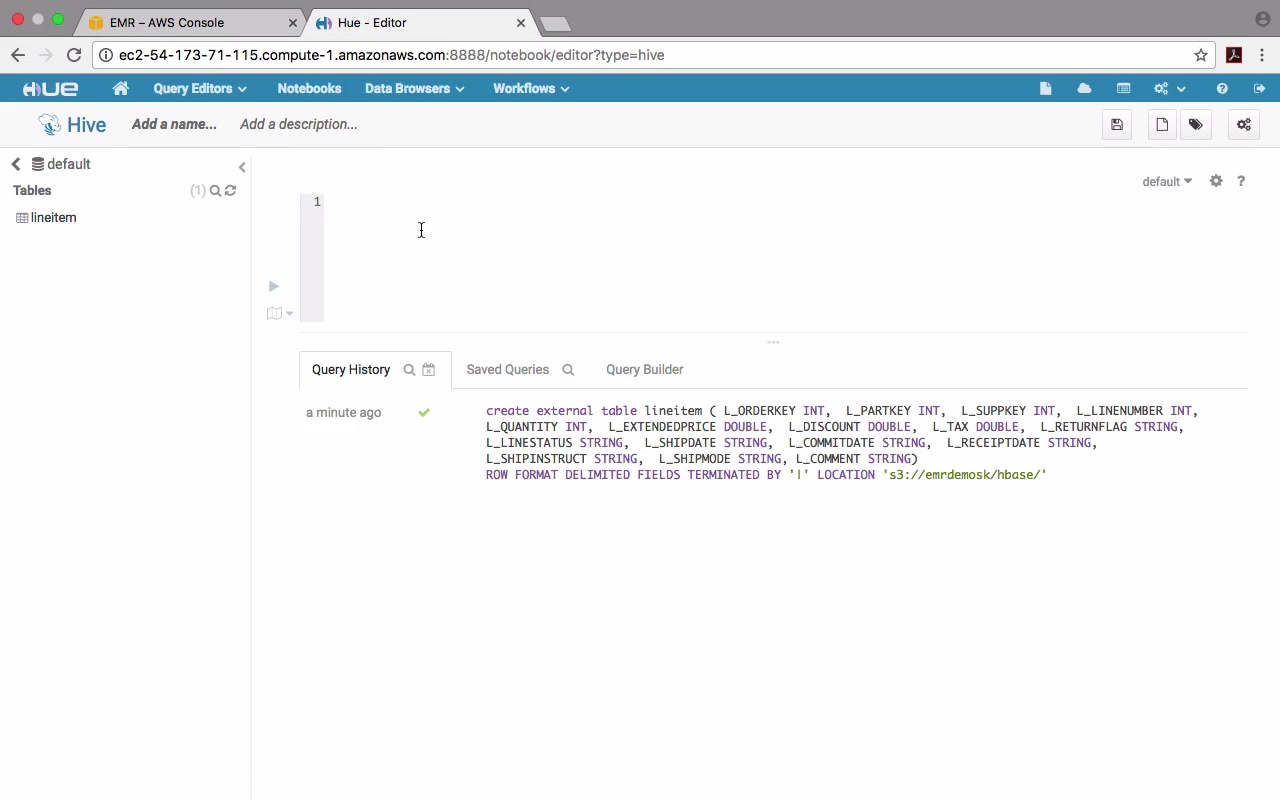 EMR – AWS Console
Hue - Editor
ec2-54-173-71-115.compute-1.amazonaws.com:8888/notebook/editor?type=hive
HUE Query Editors Notebooks Data Browsers Workflows
Hive Add a name... Add a description...
default
Tables (1)
lineitem
default ?
1
Query History Saved Queries Query Builder
a minute ago
create external table lineitem ( L_ORDERKEY INT, L_PARTKEY INT, L_SUPPKEY INT, L_LINENUMBER INT,
L_QUANTITY INT, L_EXTENDEDPRICE DOUBLE, L_DISCOUNT DOUBLE, L_TAX DOUBLE, L_RETURNFLAG STRING,
L_LINESTATUS STRING, L_SHIPDATE STRING, L_COMMITDATE STRING, L_RECEIPTDATE STRING,
L_SHIPINSTRUCT STRING, L_SHIPMODE STRING, L_COMMENT STRING)
ROW FORMAT DELIMITED FIELDS TERMINATED BY '|' LOCATION 's3://emrdemosk/hbase/'